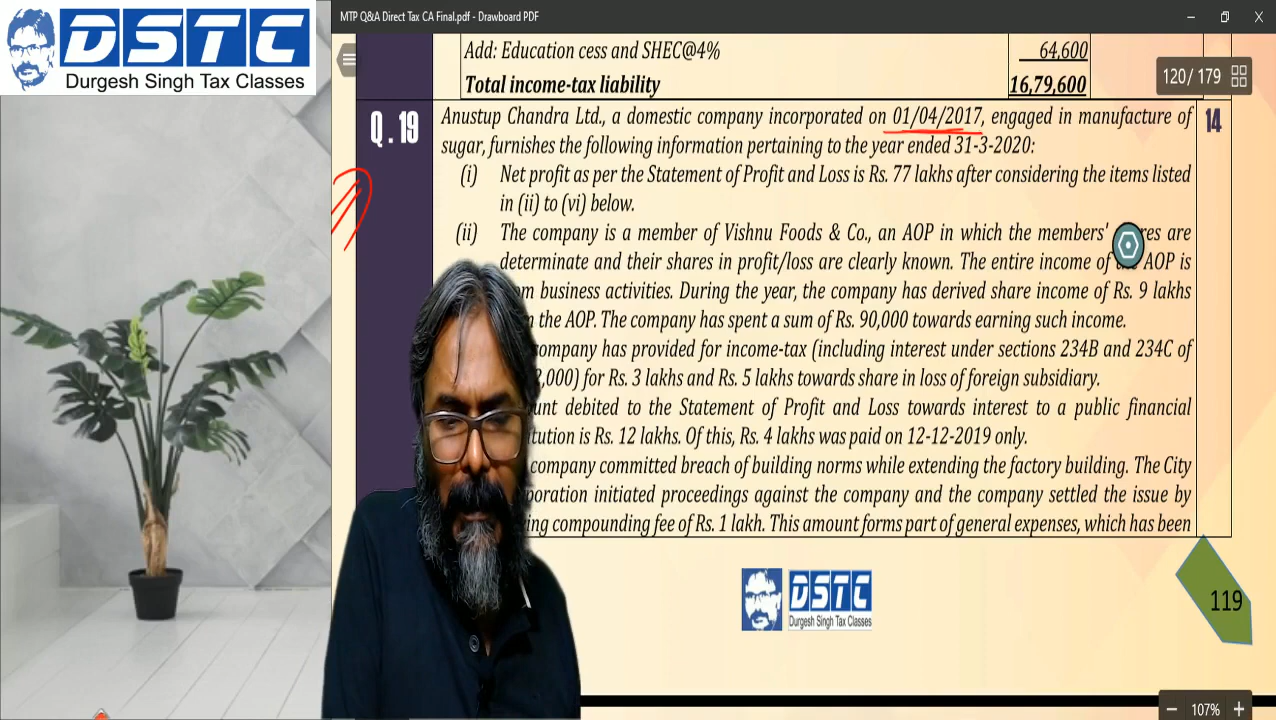 DSTC
Durgesh Singh Tax Classes
MTP Q&A Direct Tax CA Final.pdf - Drawboard PDF
Add: Education cess and SHEC@4% 64,600
Total income-tax liability 16,79,600
120 / 179
Q. 19 Anustup Chandra Ltd., a domestic company incorporated on 01/04/2017, engaged in manufacture of 14
sugar, furnishes the following information pertaining to the year ended 31-3-2020:
(i) Net profit as per the Statement of Profit and Loss is Rs. 77 lakhs after considering the items listed
in (ii) to (vi) below.
(ii) The company is a member of Vishnu Foods & Co., an AOP in which the members' are
determinate and their shares in profit/loss are clearly known. The entire income of AOP is
business activities. During the year, the company has derived share income of Rs. 9 lakhs
the AOP. The company has spent a sum of Rs. 90,000 towards earning such income.
company has provided for income-tax (including interest under sections 234B and 234C of
,000) for Rs. 3 lakhs and Rs. 5 lakhs towards share in loss of foreign subsidiary.
debited to the Statement of Profit and Loss towards interest to a public financial
is Rs. 12 lakhs. Of this, Rs. 4 lakhs was paid on 12-12-2019 only.
company committed breach of building norms while extending the factory building. The City
initiated proceedings against the company and the company settled the issue by
compounding fee of Rs. 1 lakh. This amount forms part of general expenses, which has been
DSTC
Durgesh Singh Tax Classes
119
107%